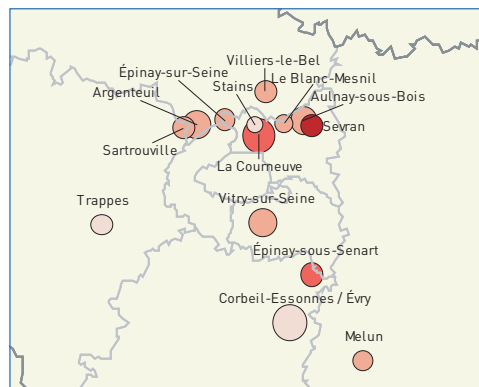 Villiers-le-Bel
Épinay-sur-Seine
Le Blanc-Mesnil
Stains
Argenteuil
Aulnay-sous-Bois
Sevran
Sartrouville
La Courneuve
Trappes
Vitry-sur-Seine
Épinay-sous-Senart
Corbeil-Essonnes / Évry
Melun